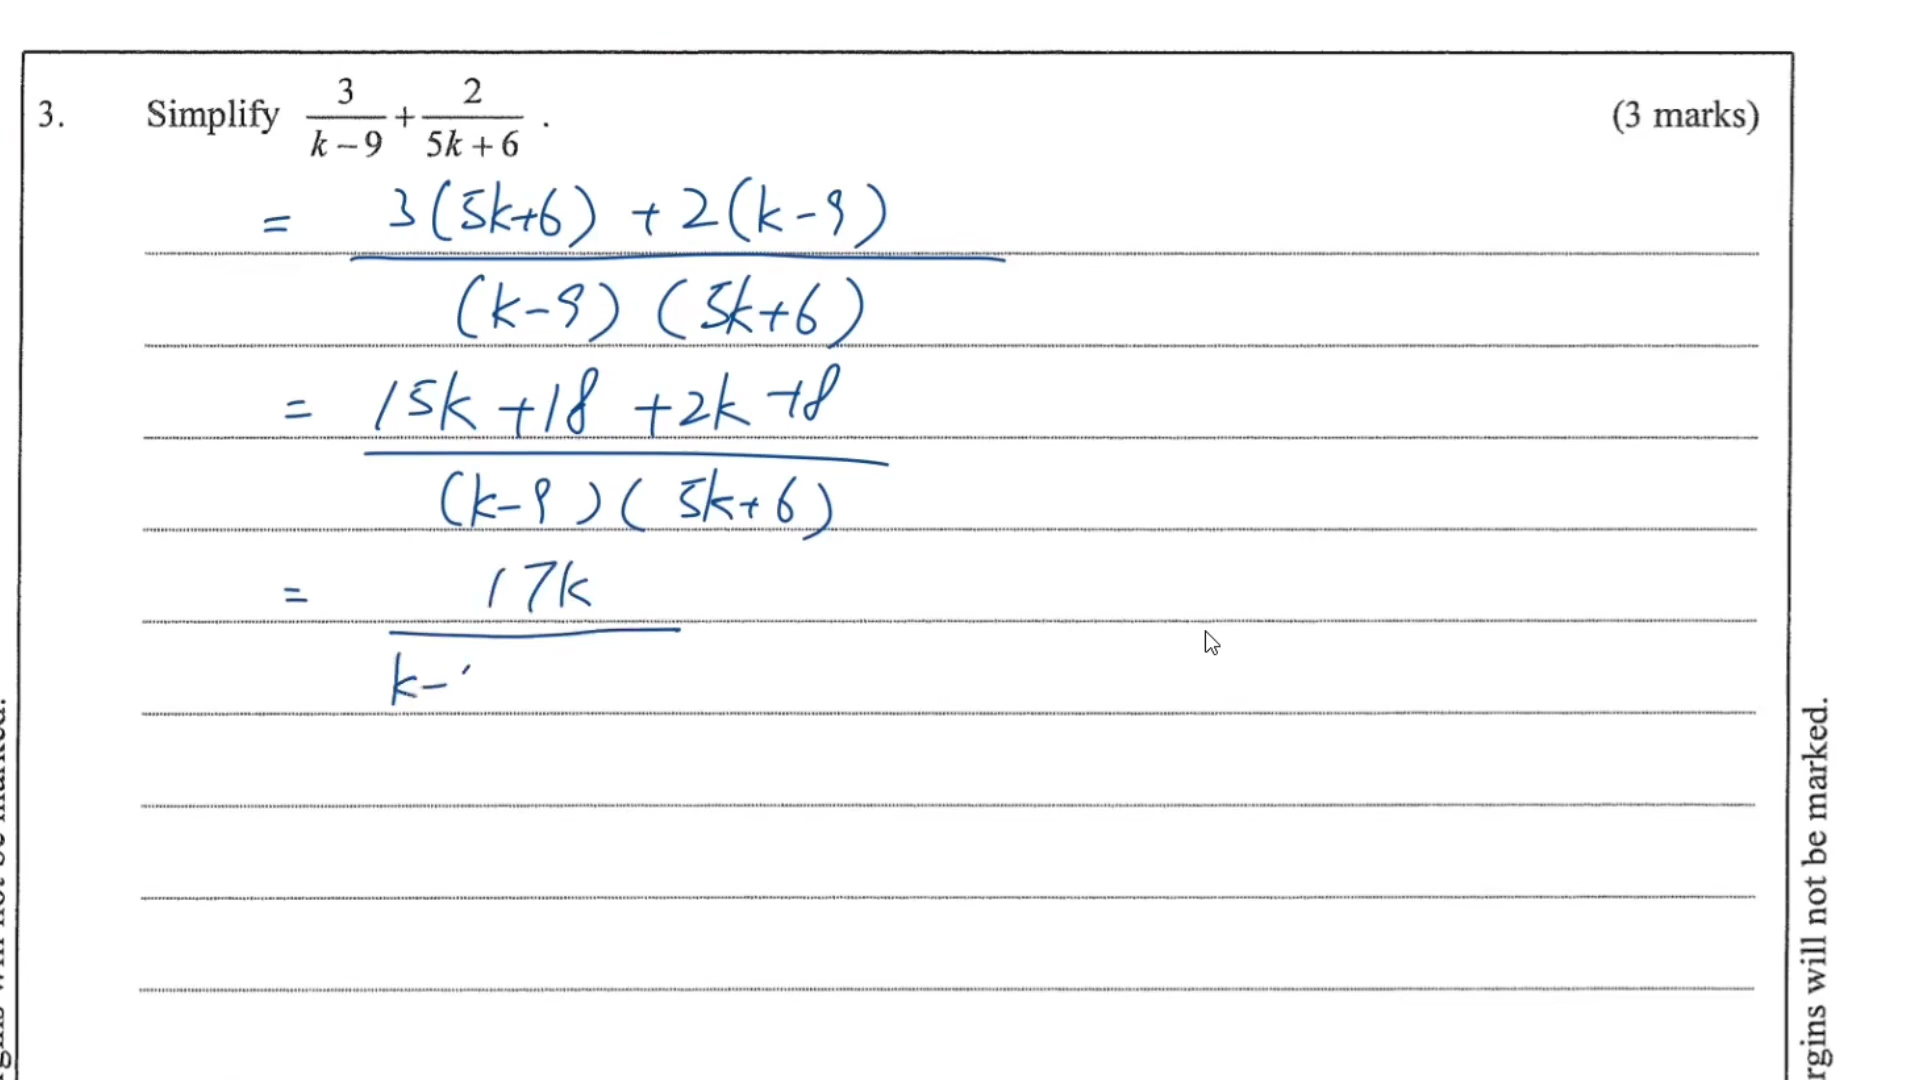 3. Simplify 3/(k−9) + 2/(5k+6) . (3 marks)
= 3(5k+6) + 2(k-9)
(k-9) (5k+6)
= 15k +18 +2k -18
(k-9)( 5k+6)
= 17k
k-
rgins will not be marked.